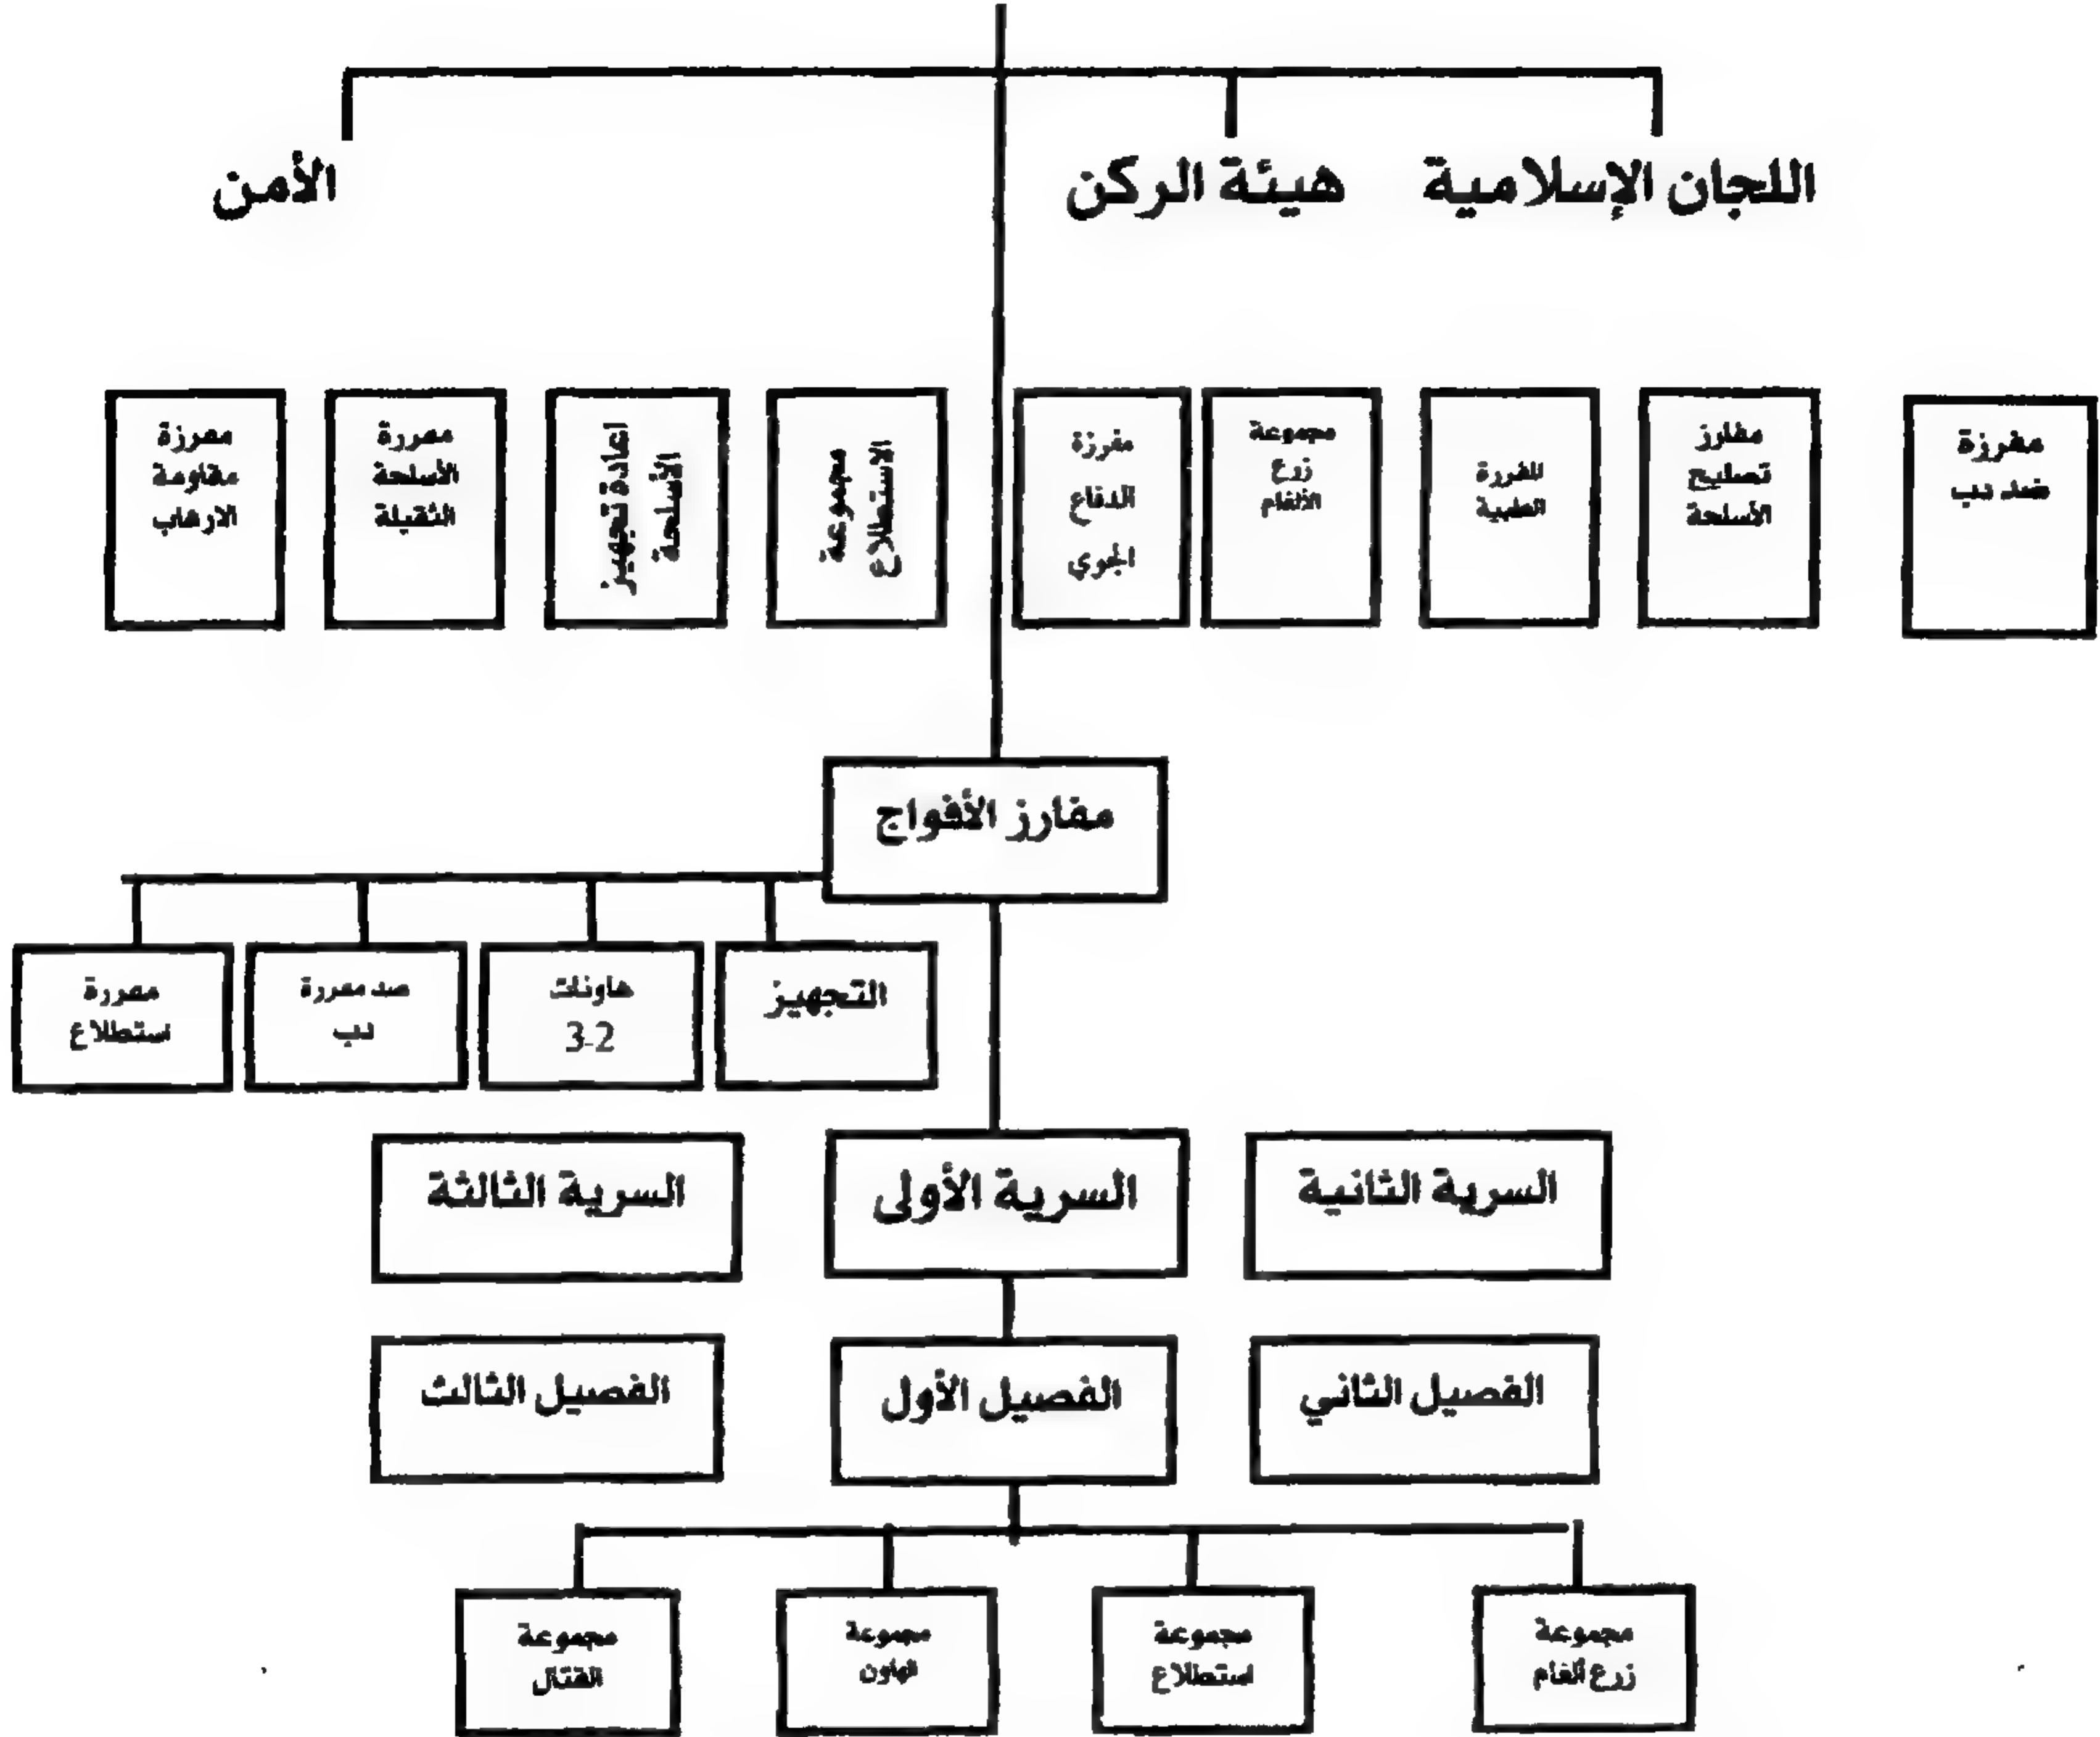 اللجان الإسلامية
هيئة الركن
الأمن
مفرزة
ضد دب
مفارز
تصليح
الأسلحة
المفرزة
الطبية
مجموعة
زرع
الألغام
مفرزة
الدفاع
الجوي
مجموعة
الاستطلاع
إعادة تجهيز
الأسلحة
مفرزة
الأسلحة
الثقيلة
مفرزة
مقاومة
الارهاب
مفارز الأفواج
التجهيز
هاونات
3-2
ضد مفرزة
دب
مفرزة
استطلاع
السرية الثانية
السرية الأولى
السرية الثالثة
الفصيل الثاني
الفصيل الأول
الفصيل الثالث
مجموعة
زرع ألغام
مجموعة
استطلاع
مجموعة
الهاون
مجموعة
القتال